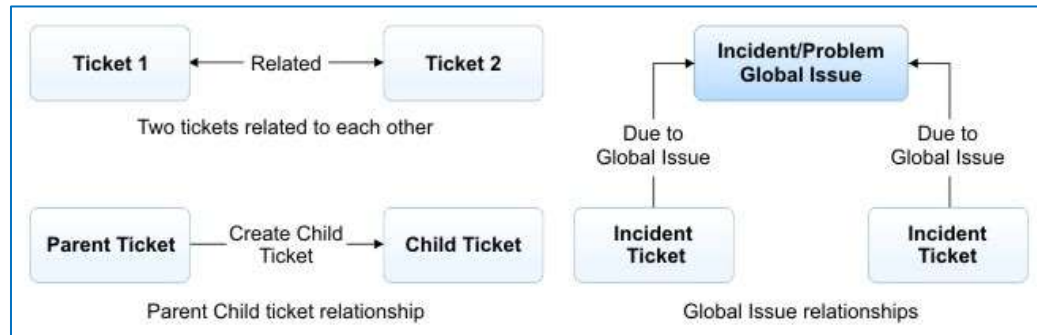 Ticket 1
Related
Ticket 2
Two tickets related to each other
Parent Ticket
Create Child
Ticket
Child Ticket
Parent Child ticket relationship
Incident/Problem
Global Issue
Due to
Global Issue
Due to
Global Issue
Incident
Ticket
Incident
Ticket
Global Issue relationships